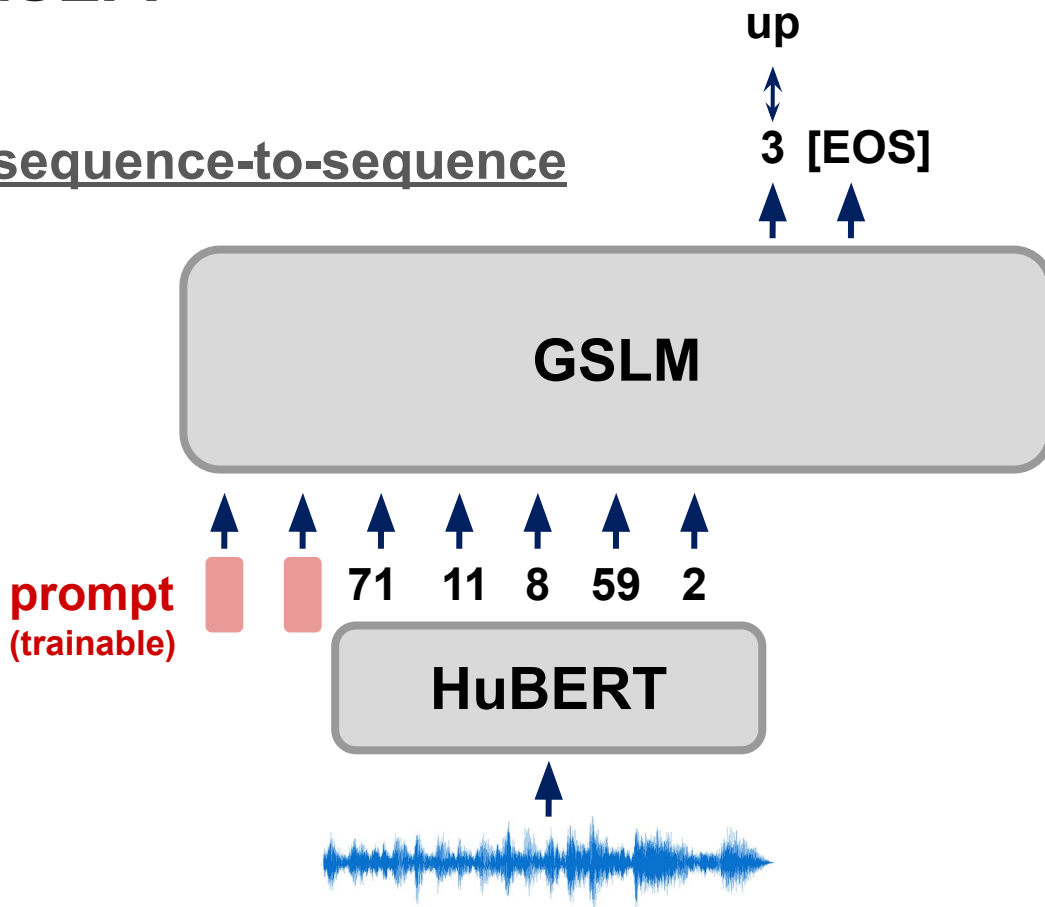 up
sequence-to-sequence
3 [EOS]
GSLM
prompt
(trainable)
71 11 8 59 2
HuBERT